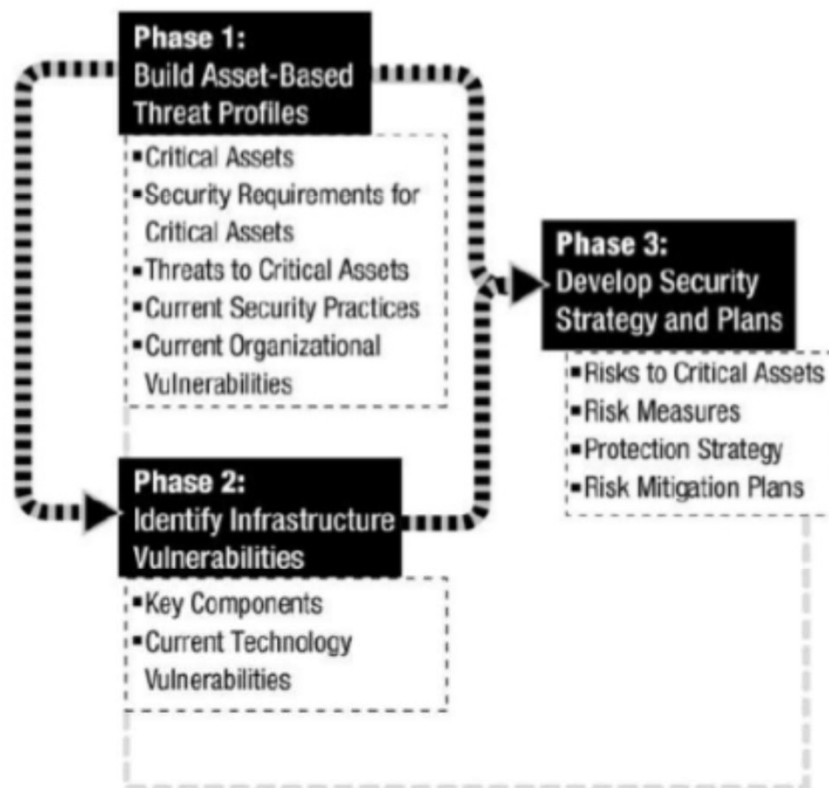 Phase 1:
Build Asset-Based
Threat Profiles
▪Critical Assets
▪Security Requirements for
Critical Assets
▪Threats to Critical Assets
▪Current Security Practices
▪Current Organizational
Vulnerabilities
Phase 2:
Identify Infrastructure
Vulnerabilities
▪Key Components
▪Current Technology
Vulnerabilities
Phase 3:
Develop Security
Strategy and Plans
▪Risks to Critical Assets
▪Risk Measures
▪Protection Strategy
▪Risk Mitigation Plans